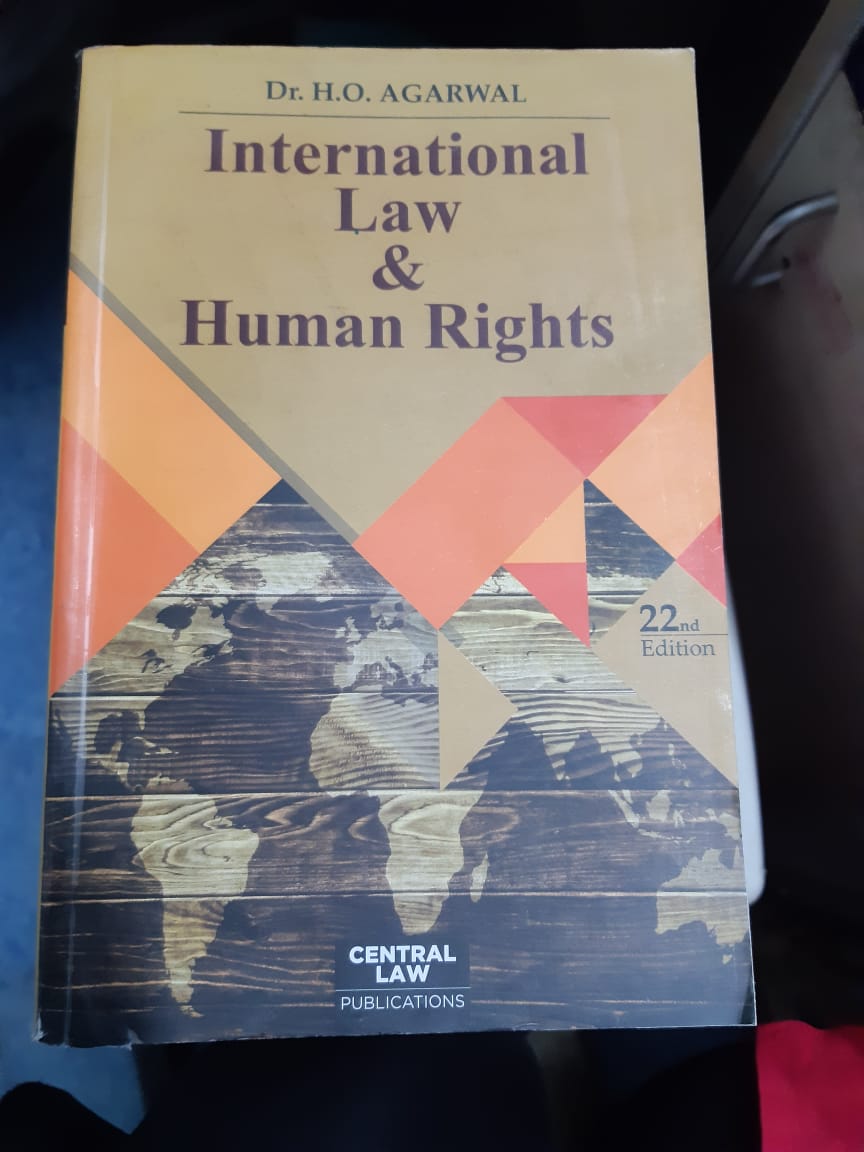 Dr. H.O. AGARWAL
International
Law
&
Human Rights
22nd
Edition
CENTRAL
LAW
PUBLICATIONS